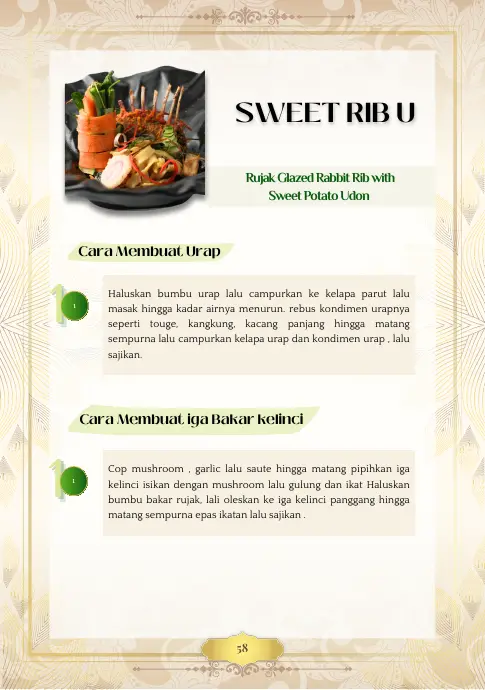 SWEET RIB U
Rujak Glazed Rabbit Rib with
Sweet Potato Udon
Cara Membuat Urap
1
Haluskan bumbu urap lalu campurkan ke kelapa parut lalu
masak hingga kadar airnya menurun. rebus kondimen urapnya
seperti touge, kangkung, kacang panjang hingga matang
sempurna lalu campurkan kelapa urap dan kondimen urap , lalu
sajikan.
Cara Membuat iga Bakar kelinci
1
Cop mushroom , garlic lalu saute hingga matang pipihkan iga
kelinci isikan dengan mushroom lalu gulung dan ikat Haluskan
bumbu bakar rujak, lali oleskan ke iga kelinci panggang hingga
matang sempurna epas ikatan lalu sajikan .
58